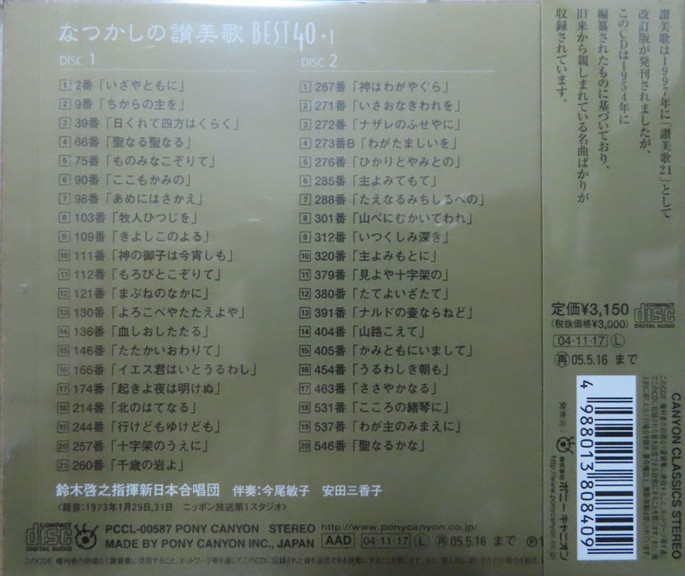 なつかしの讃美歌 BEST40・1
DISC 1
1 2番「いざやともに」
2 9番「ちからの主を」
3 39番「日くれて四方はくらく」
4 66番「聖なる聖なる」
5 75番「ものみなこぞりて」
6 90番「ここもかみの」
7 98番「あめにはさかえ」
8 103番「牧人ひつじを」
9 109番「きよしこのよる」
10 111番「神の御子は今宵しも」
11 112番「もろびとこぞりて」
12 121番「まぶねのなかに」
13 130番「よろこべやたたえよや」
14 136番「血しおしたたる」
15 146番「たたかいおわりて」
16 166番「イエス君はいとうるわし」
17 174番「起きよ夜は明けぬ」
18 214番「北のはてなる」
19 244番「行けどもゆけども」
20 257番「十字架のうえに」
21 260番「千歳の岩よ」
DISC 2
1 267番「神はわがやぐら」
2 271番「いさおなきわれを」
3 272番「ナザレのふせやに」
4 273番B「わがたましいを」
5 276番「ひかりとやみとの」
6 285番「主よみてもて」
7 288番「たえなるみちしるべの」
8 301番「山べにむかいてわれ」
9 312番「いつくしみ深き」
10 320番「主よみもとに」
11 379番「見よや十字架の」
12 380番「たてよいざたて」
13 391番「ナルドの壷ならねど」
14 404番「山路こえて」
15 405番「かみともにいまして」
16 454番「うるわしき朝も」
17 463番「ささやかなる」
18 531番「こころの緒琴に」
19 537番「わが主のみまえに」
20 546番「聖なるかな」
鈴木啓之指揮新日本合唱団 伴奏:今尾敏子 安田三香子
〈録音:1973年1月29日,31日 ニッポン放送第1スタジオ〉
COMPACT disc DIGITAL AUDIO
PCCL-00587 PONY CANYON STEREO
MADE BY PONY CANYON INC., JAPAN
http://www.ponycanyon.co.jp/
AAD 04・11・17 L 再 05.5.16 まで
讃美歌は1997年に「讃美歌21」として
改訂版が発刊されましたが、
このCDは1954年に
編纂されたものに基づいており、
旧来から親しまれている名曲ばかりが
収録されています。
定価¥3,150
(税抜価格¥3,000)
COMPACT disc DIGITAL AUDIO
04・11・17 L
再 05.5.16 まで
CANYON CLASSICS STEREO
発売元:
株式会社 ポニーキャニオン
4 988013 808409